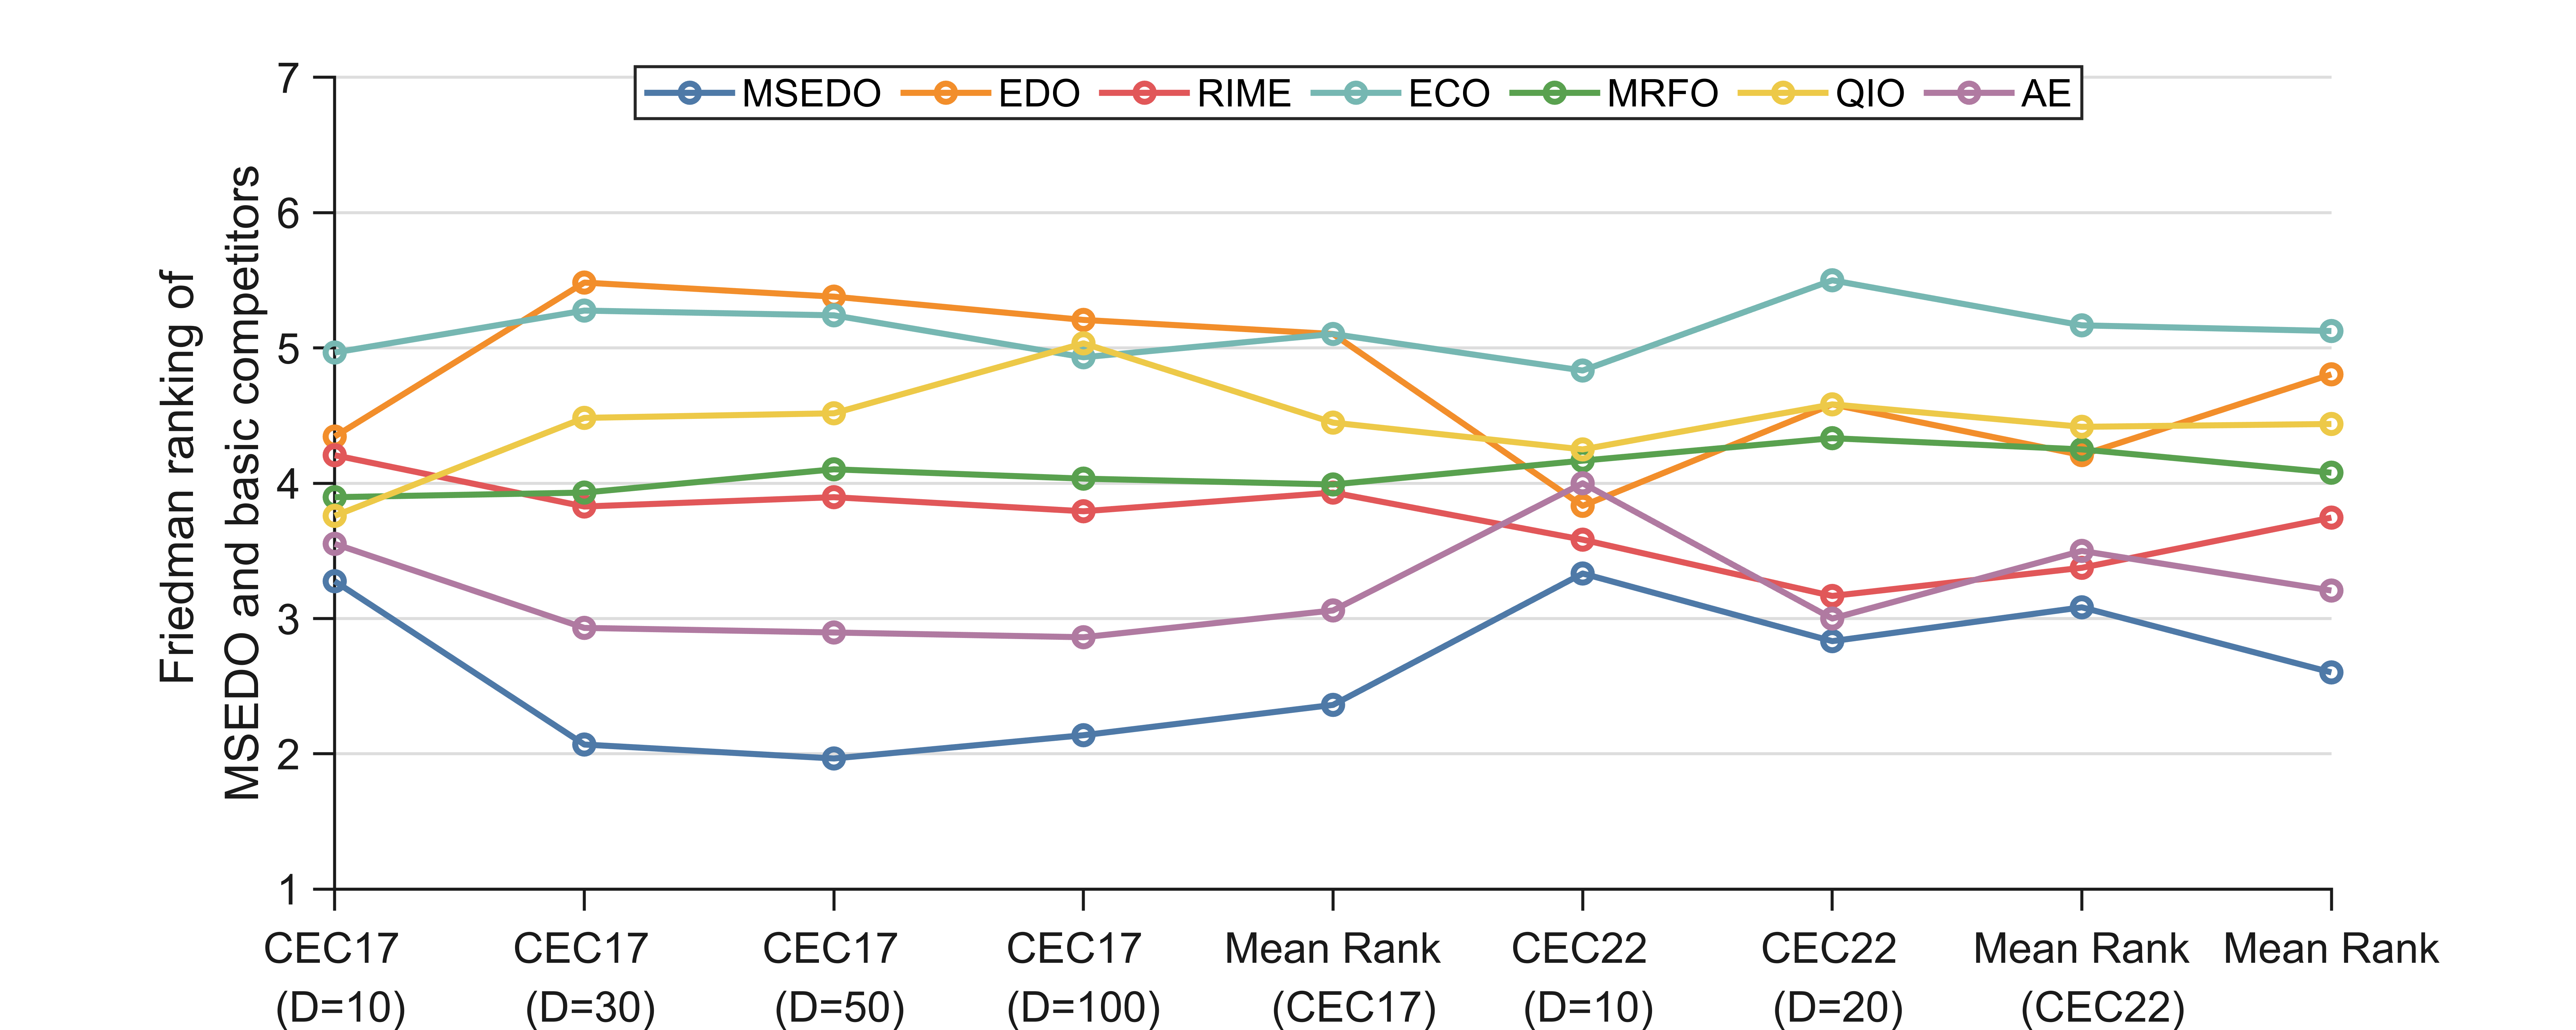 7
MSEDO EDO RIME ECO MRFO QIO AE
6
5
4
3
2
1
Friedman ranking of
MSEDO and basic competitors
CEC17 CEC17 CEC17 CEC17 Mean Rank CEC22 CEC22 Mean Rank Mean Rank
(D=10) (D=30) (D=50) (D=100) (CEC17) (D=10) (D=20) (CEC22)